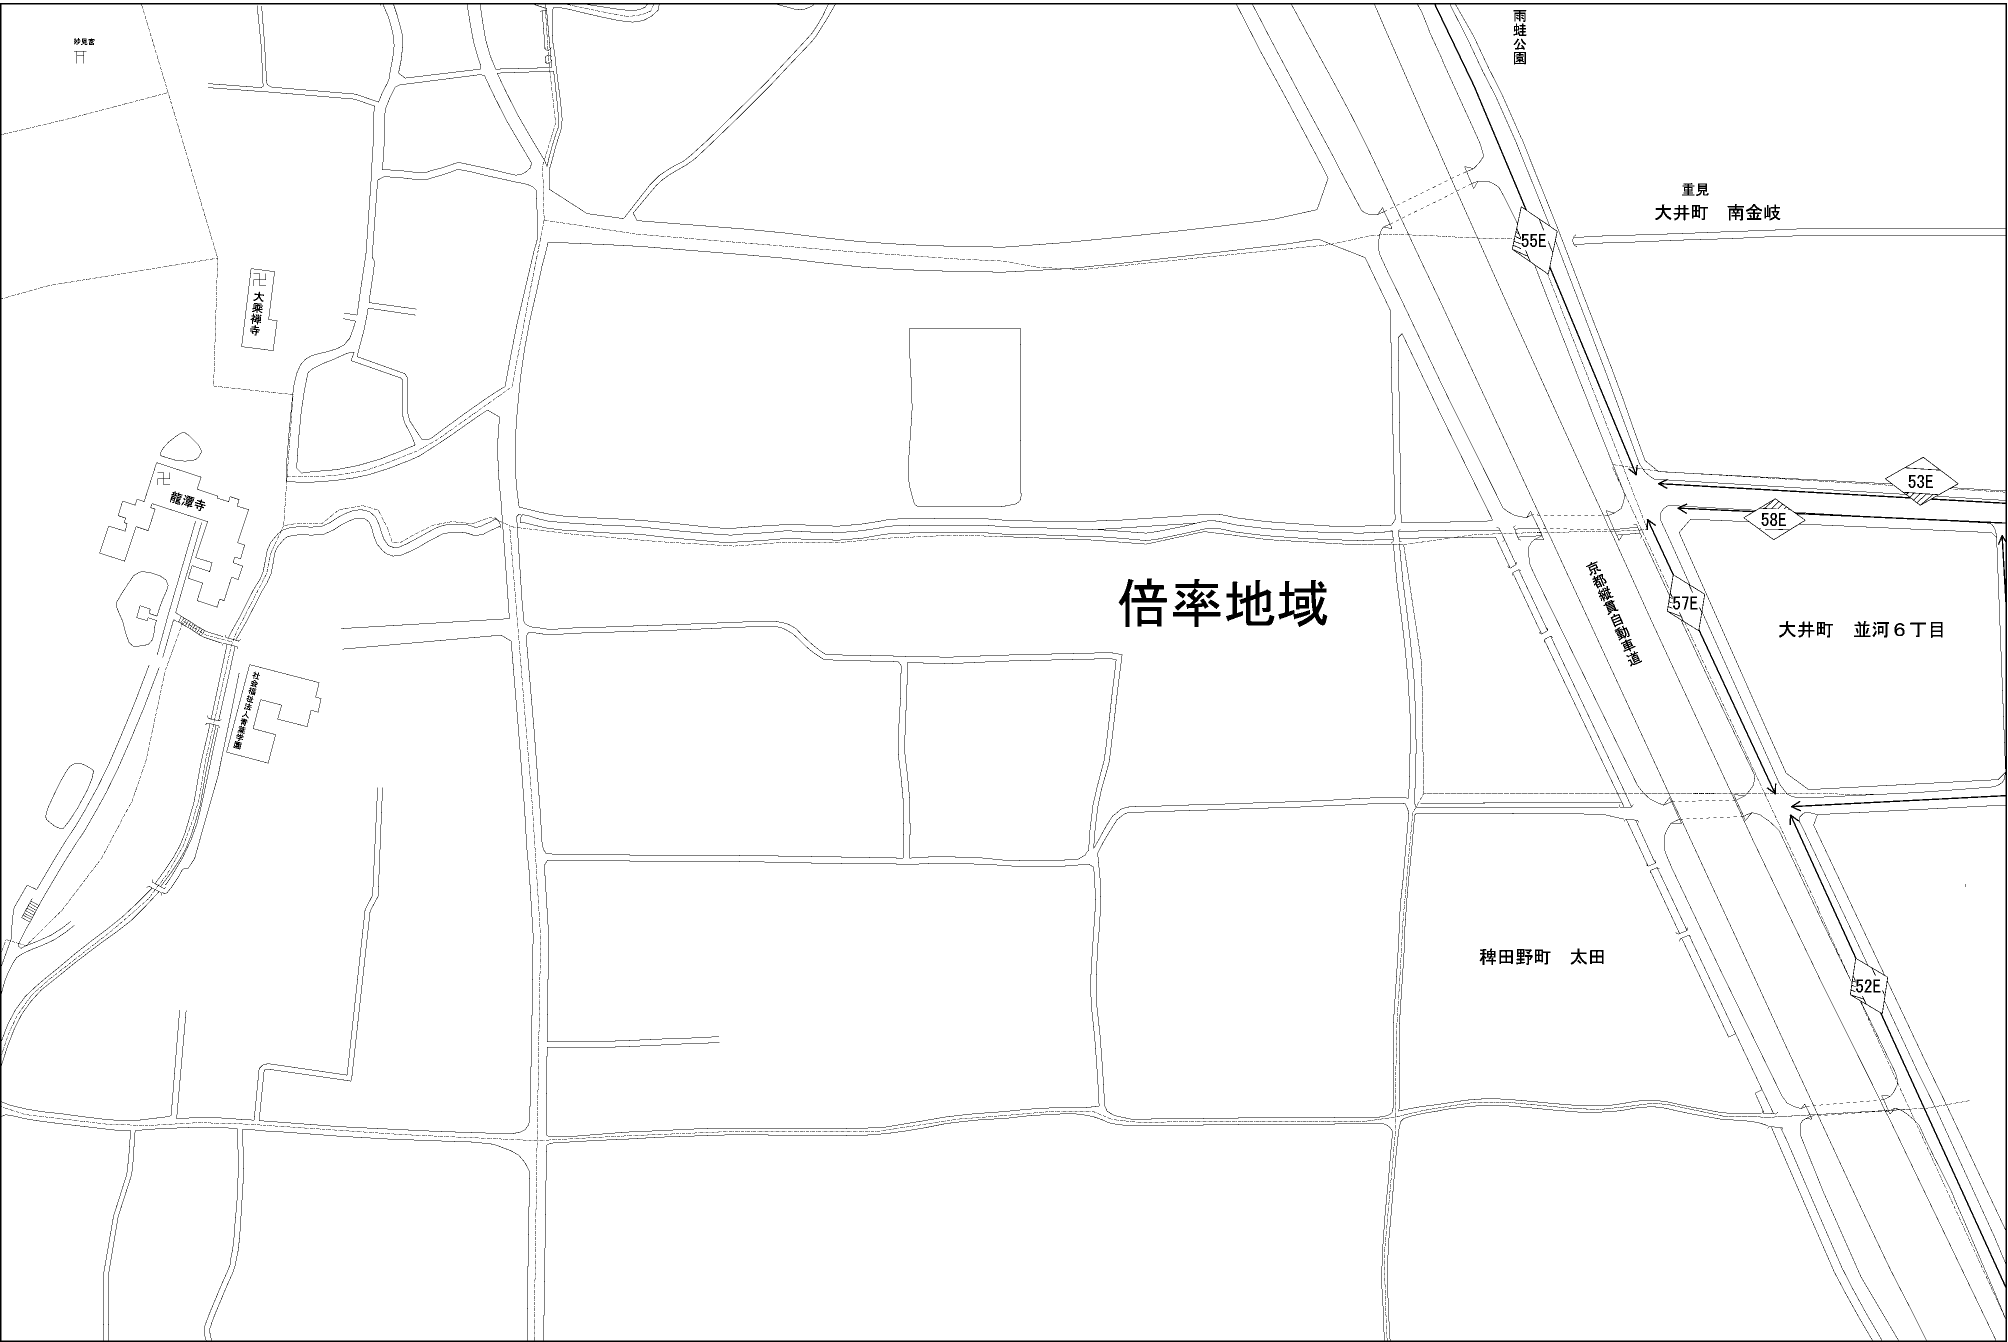 雨蛙公園
妙見宮
重見
大井町　南金岐
55E
卍
大乗禅寺
53E
卍
龍潭寺
58E
倍率地域
京都縦貫自動車道
57E
大井町　並河６丁目
社会福祉法人青葉学園
稗田野町　太田
52E